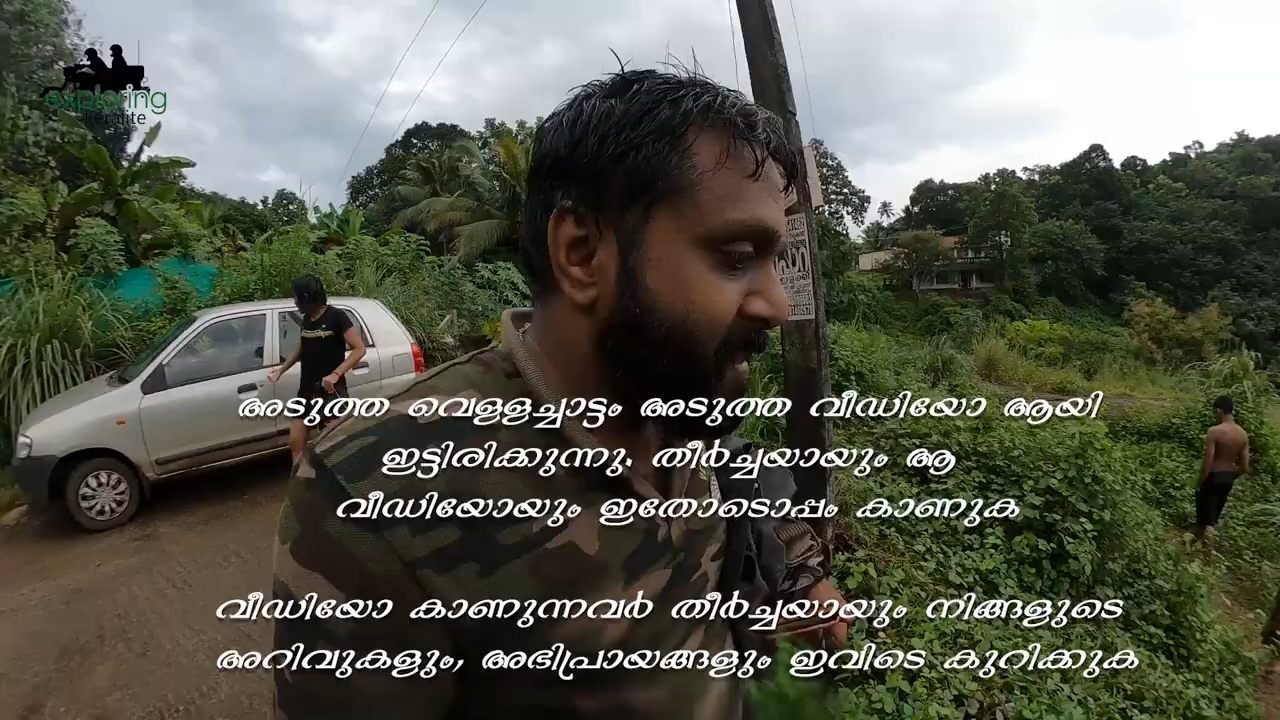 exploring
keralite
അടുത്ത വെള്ളച്ചാട്ടം അടുത്ത വീഡിയോ ആയി
ഇട്ടിരിക്കുന്നു. തീർച്ചയായും ആ
വീഡിയോയും ഇതോടൊപ്പം കാണുക
വീഡിയോ കാണുന്നവർ തീർച്ചയായും നിങ്ങളുടെ
അറിവുകളും, അഭിപ്രായങ്ങളും ഇവിടെ കുറിക്കുക